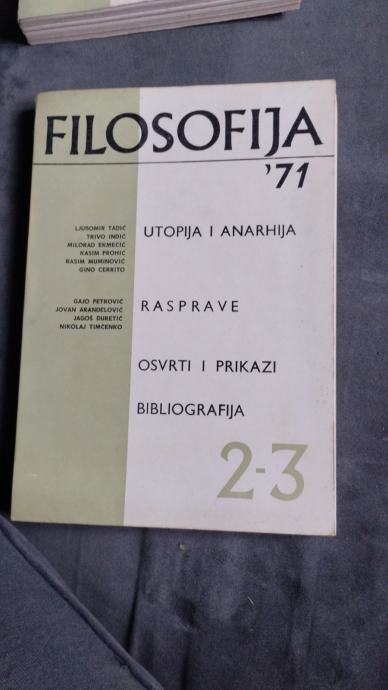 FILOSOFIJA
'71
LJUBOMIR TADIĆ
TRIVO INĐIĆ
MILORAD EKMEČIĆ
KASIM PROHIĆ
RASIM MUMINOVIĆ
GINO CERRITO
UTOPIJA I ANARHIJA
GAJO PETROVIĆ
JOVAN ARANĐELOVIĆ
JAGOŠ ĐURETIĆ
NIKOLAJ TIMČENKO
RASPRAVE
OSVRTI I PRIKAZI
BIBLIOGRAFIJA
2-3